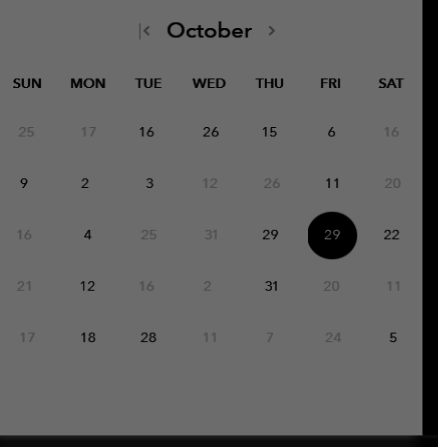 |< October >
SUN MON TUE WED THU FRI SAT
25 17 16 26 15 6 16
9 2 3 12 26 11 20
16 4 25 31 29 29 22
21 12 16 2 31 20 11
17 18 28 11 7 24 5